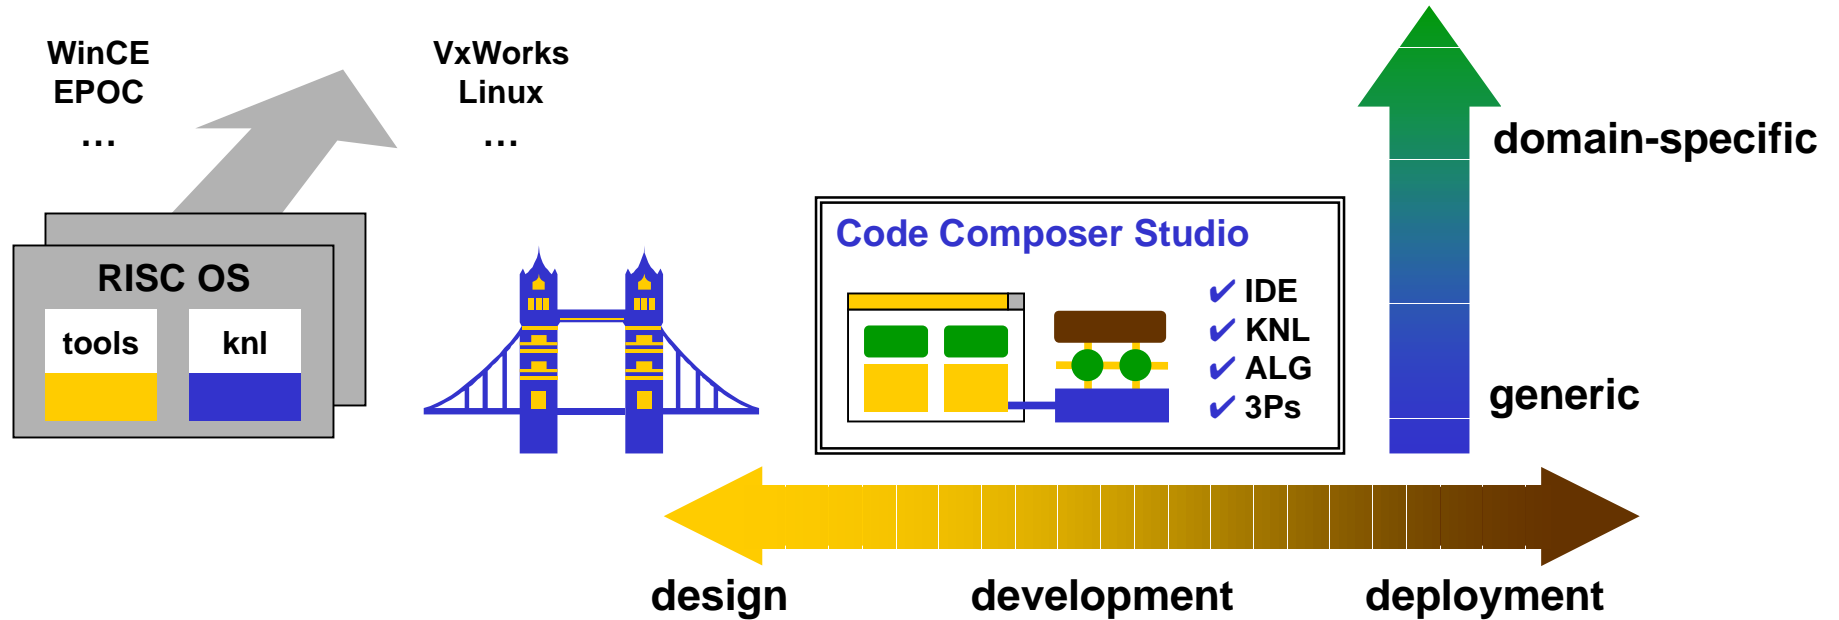 WinCE
EPOC
…
VxWorks
Linux
…
RISC OS
tools
knl
Code Composer Studio
✔ IDE
✔ KNL
✔ ALG
✔ 3Ps
domain-specific
generic
design
development
deployment